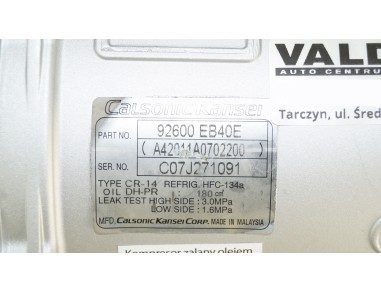 VALD
AUTO CENTRU
Tarczyn, ul. Śred
Calsonic Kansei
PART NO. 92600 EB40E
( A42011A0702200 )
SER. NO. C07J271091
TYPE CR-14 REFRIG. HFC-134a
OIL DH-PR : 180 cm³
LEAK TEST HIGH SIDE : 3.0MPa
LOW SIDE : 1.6MPa
MFD. Calsonic Kansei CORP. MADE IN MALAYSIA
Kompresor zalany olejem